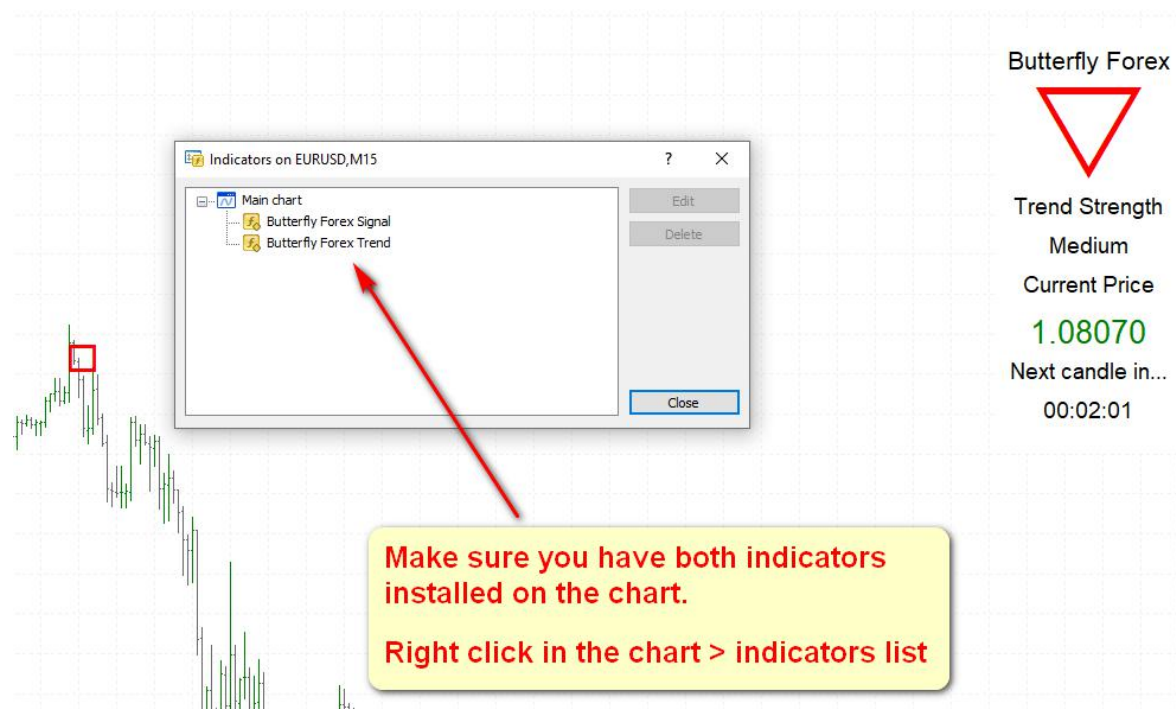 Butterfly Forex
Indicators on EURUSD,M15
? X
Main chart
Edit
Butterfly Forex Signal
Butterfly Forex Trend
Delete
Close
Trend Strength
Medium
Current Price
1.08070
Next candle in...
00:02:01
Make sure you have both indicators
installed on the chart.
Right click in the chart > indicators list